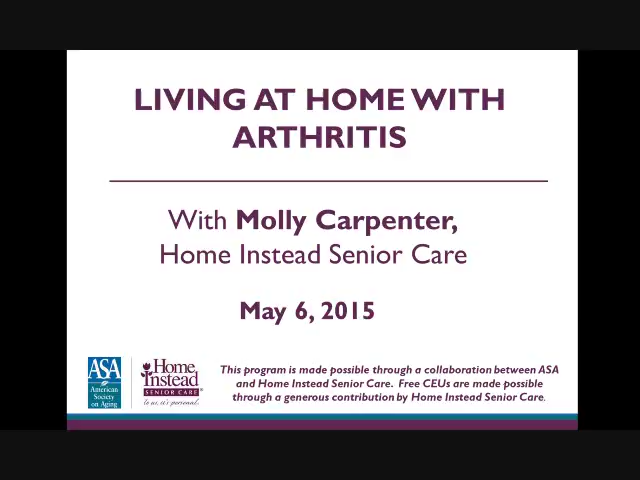 LIVING AT HOME WITH
ARTHRITIS
With Molly Carpenter,
Home Instead Senior Care
May 6, 2015
ASA
American
Society
on Aging
Home
Instead
SENIOR CARE
to us, it's personal.
This program is made possible through a collaboration between ASA
and Home Instead Senior Care. Free CEUs are made possible
through a generous contribution by Home Instead Senior Care.